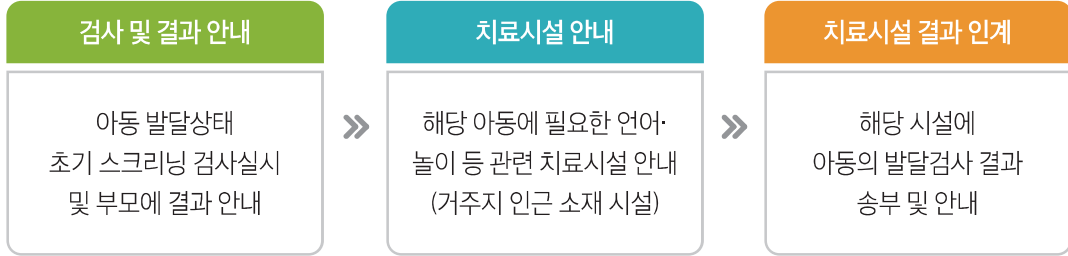 검사 및 결과 안내
아동 발달상태
초기 스크리닝 검사실시
및 부모에 결과 안내
치료시설 안내
해당 아동에 필요한 언어·
놀이 등 관련 치료시설 안내
(거주지 인근 소재 시설)
치료시설 결과 인계
해당 시설에
아동의 발달검사 결과
송부 및 안내